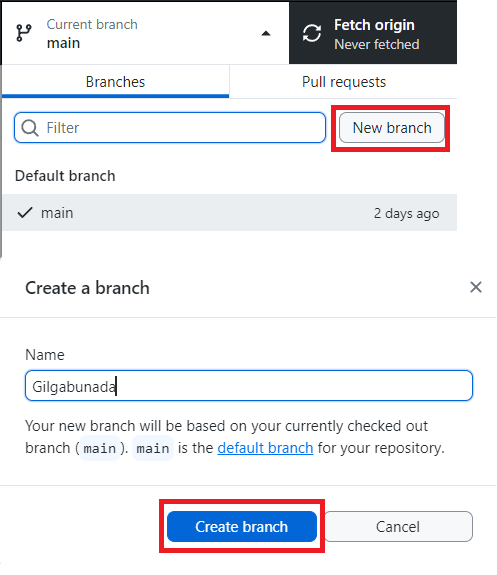 Current branch
main
Fetch origin
Never fetched
Branches
Pull requests
Filter
New branch
Default branch
main
2 days ago
Create a branch
Name
Gilgabunada
Your new branch will be based on your currently checked out
branch ( main ). main is the default branch for your repository.
Create branch
Cancel